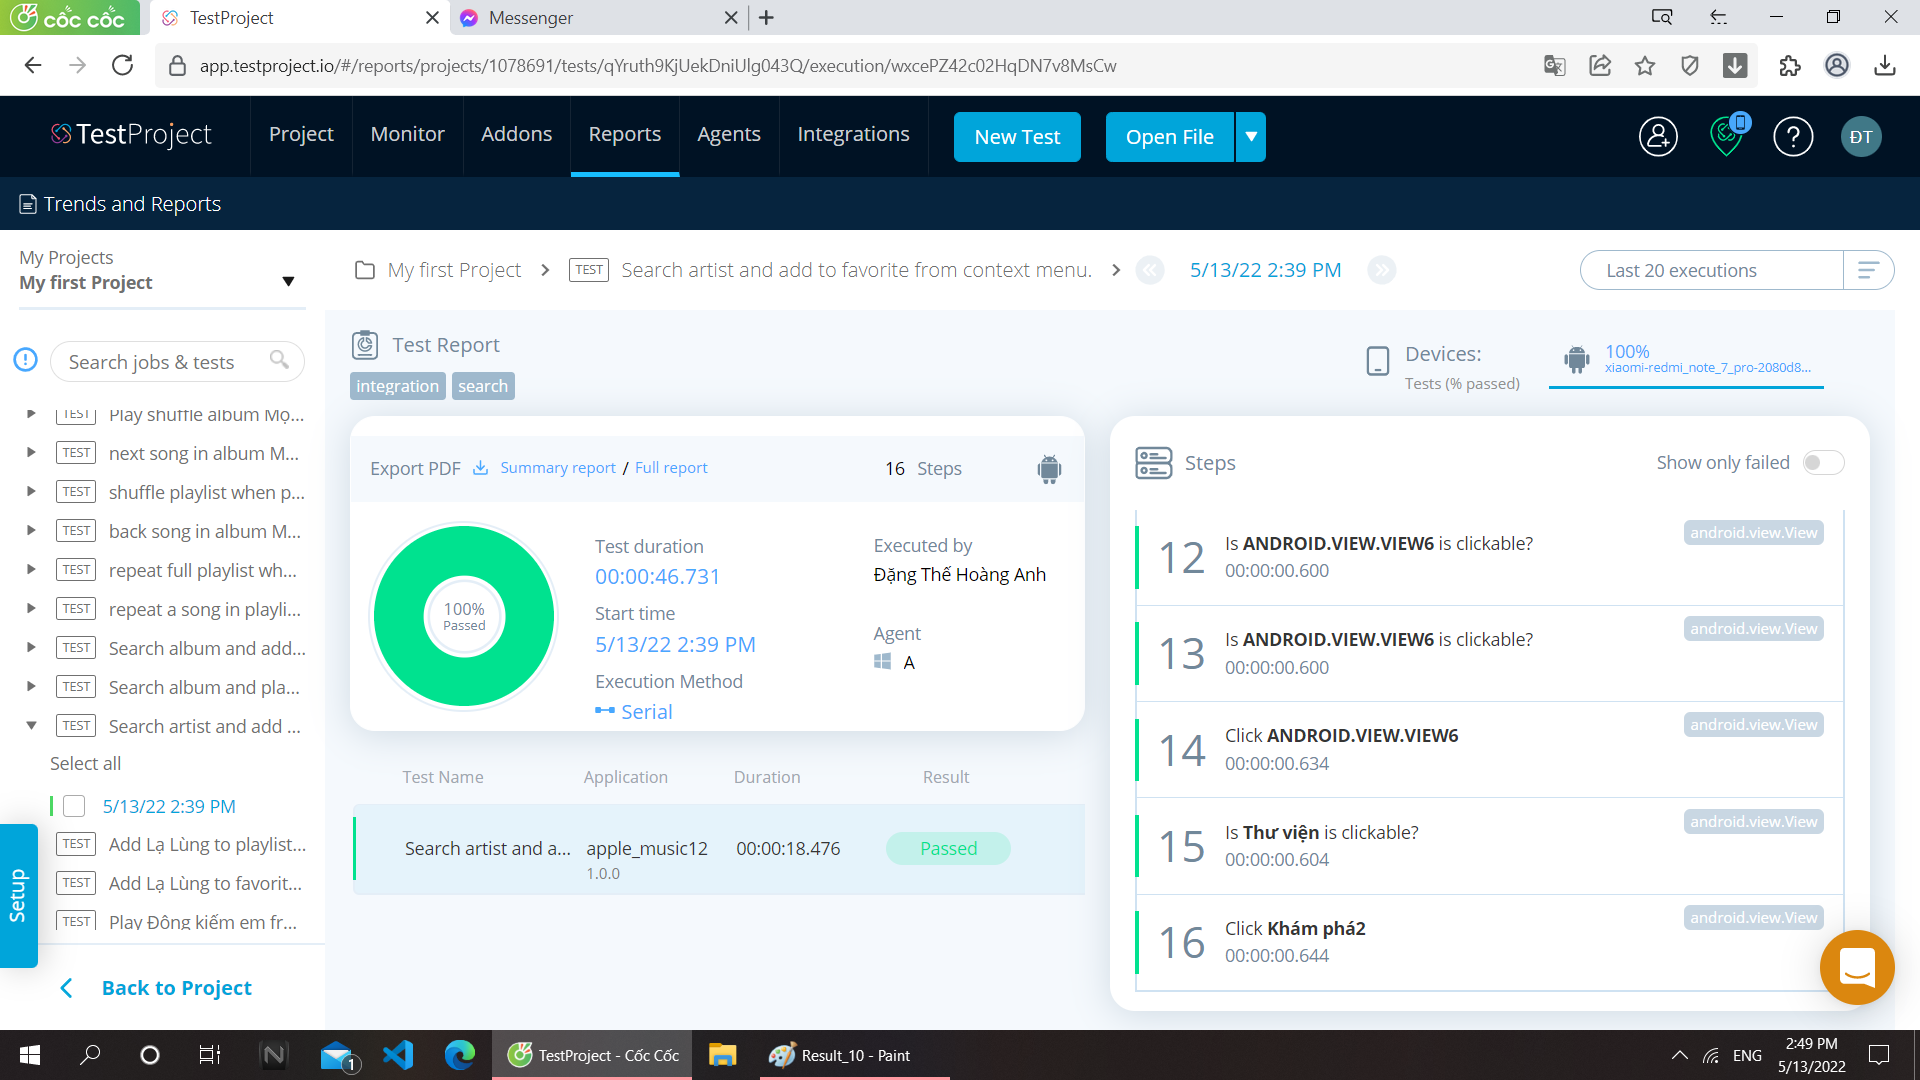 cốc cốc
TestProject
Messenger
app.testproject.io/#/reports/projects/1078691/tests/qYruth9KjUekDniUlg043Q/execution/wxcePZ42c02HqDN7v8MsCw
TestProject
Project
Monitor
Addons
Reports
Agents
Integrations
New Test
Open File
ĐT
Trends and Reports
My Projects
My first Project
My first Project
TEST
Search artist and add to favorite from context menu.
5/13/22 2:39 PM
Last 20 executions
Search jobs & tests
TEST Play shuffle album Mọ...
TEST next song in album M...
TEST shuffle playlist when p...
TEST back song in album M...
TEST repeat full playlist wh...
TEST repeat a song in playli...
TEST Search album and add...
TEST Search album and pla...
TEST Search artist and add ...
Select all
5/13/22 2:39 PM
TEST Add Lạ Lùng to playlist...
TEST Add Lạ Lùng to favorit...
TEST Play Đông kiếm em fr...
Setup
Back to Project
Test Report
integration search
Devices:
Tests (% passed)
100%
xiaomi-redmi_note_7_pro-2080d8...
Export PDF Summary report / Full report
16 Steps
100%
Passed
Test duration
00:00:46.731
Start time
5/13/22 2:39 PM
Execution Method
Serial
Executed by
Đặng Thế Hoàng Anh
Agent
A
Test Name Application Duration Result
Search artist and a... apple_music12 00:00:18.476 Passed
1.0.0
Steps
Show only failed
12 Is ANDROID.VIEW.VIEW6 is clickable? android.view.View
00:00:00.600
13 Is ANDROID.VIEW.VIEW6 is clickable? android.view.View
00:00:00.600
14 Click ANDROID.VIEW.VIEW6 android.view.View
00:00:00.634
15 Is Thư viện is clickable? android.view.View
00:00:00.604
16 Click Khám phá2 android.view.View
00:00:00.644
N
1
TestProject - Cốc Cốc
Result_10 - Paint
ENG
2:49 PM
5/13/2022